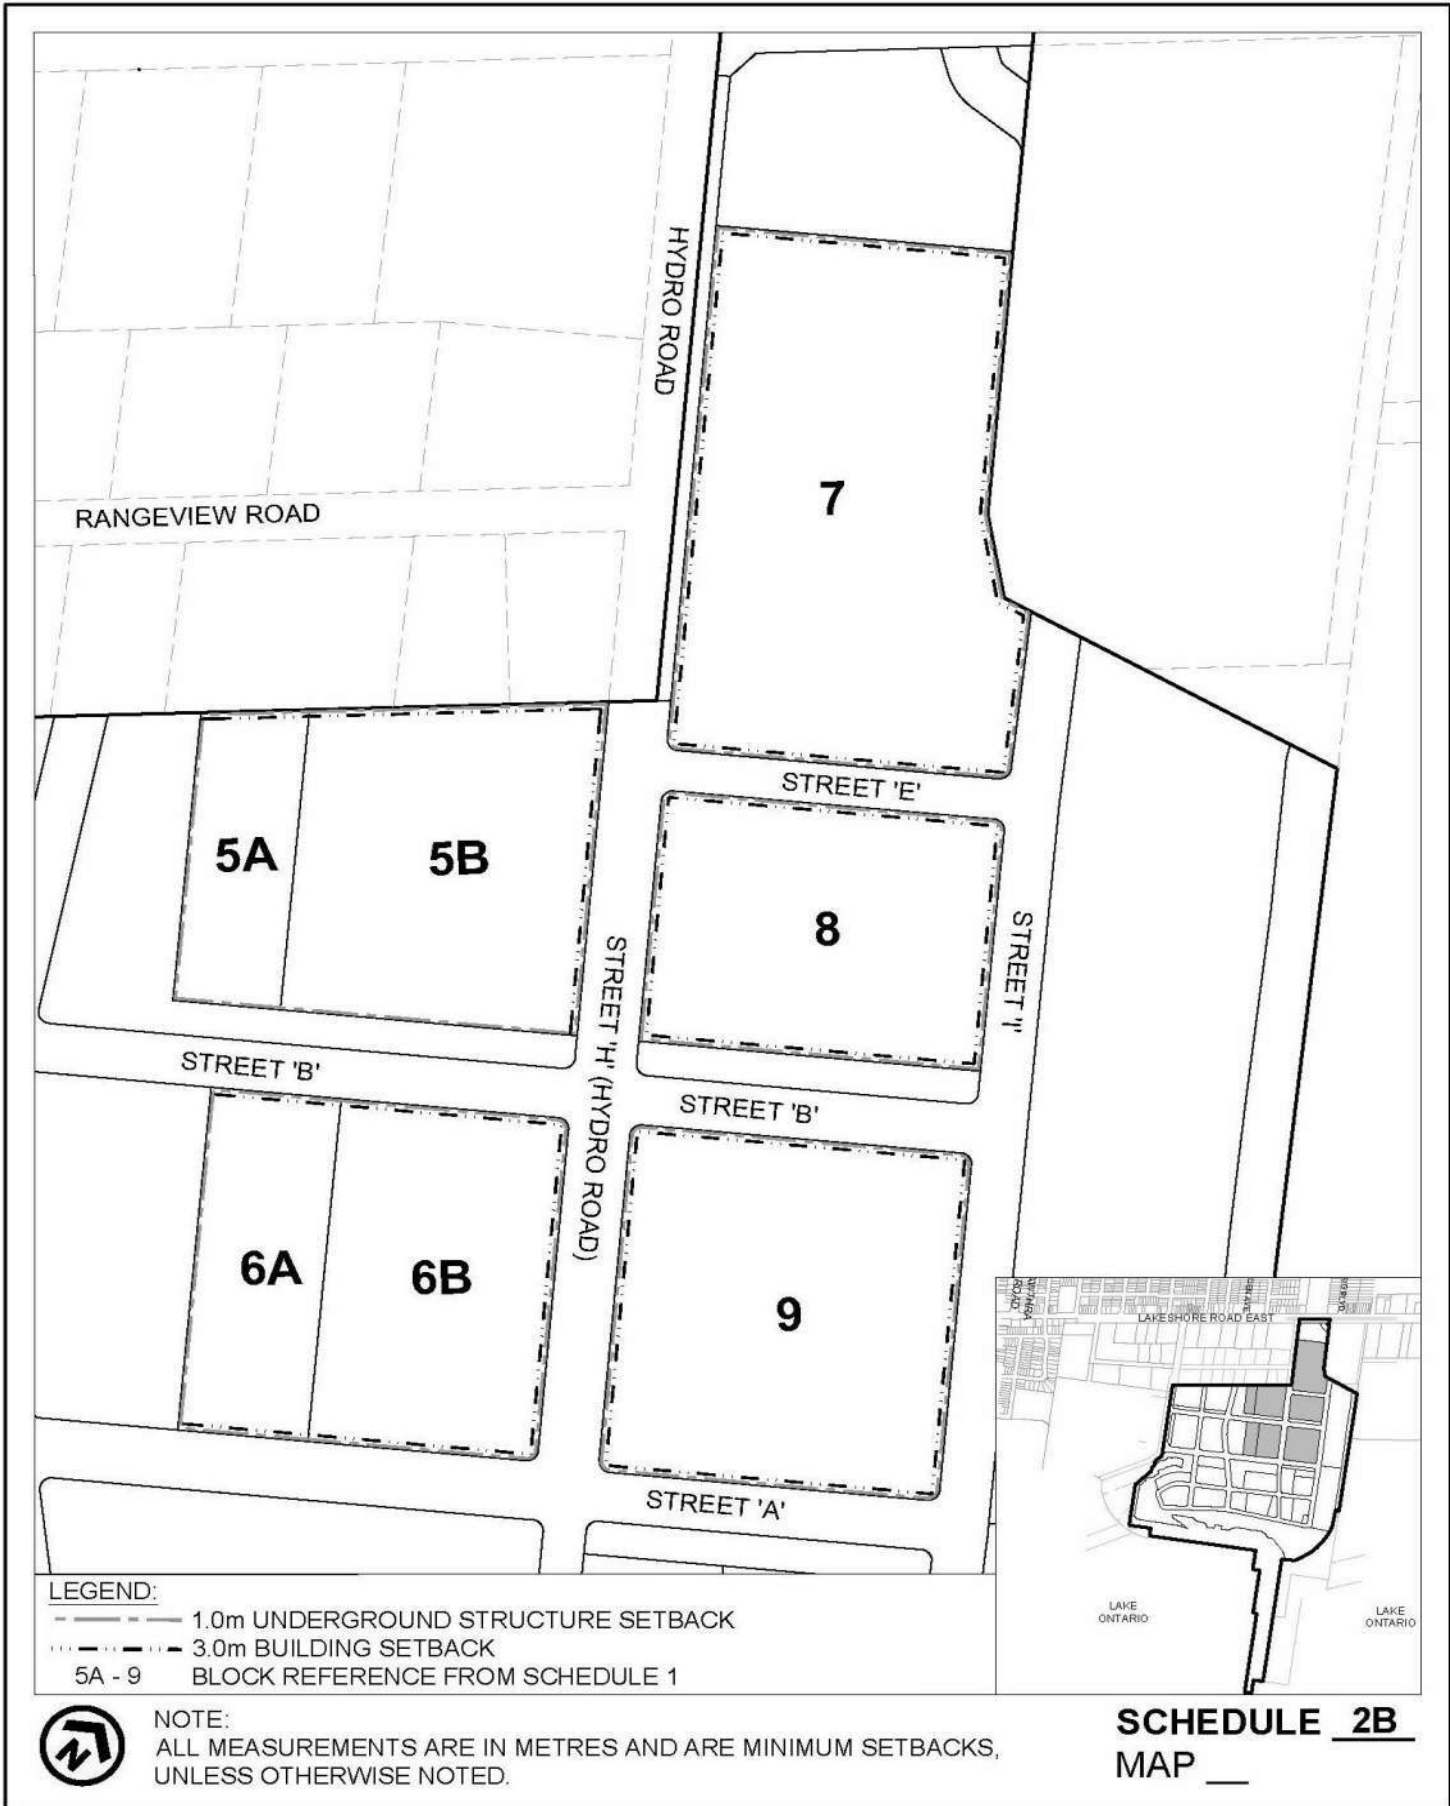 HYDRO ROAD
7
RANGEVIEW ROAD
STREET 'E'
5A
5B
8
STREET 'H' (HYDRO ROAD)
STREET 'I'
STREET 'B'
STREET 'B'
6A
6B
9
STREET 'A'
ROAD
LAKESHORE ROAD EAST
LAKE
ONTARIO
LAKE
ONTARIO
LEGEND:
1.0m UNDERGROUND STRUCTURE SETBACK
3.0m BUILDING SETBACK
5A - 9 BLOCK REFERENCE FROM SCHEDULE 1
N
NOTE:
ALL MEASUREMENTS ARE IN METRES AND ARE MINIMUM SETBACKS,
UNLESS OTHERWISE NOTED.
SCHEDULE 2B
MAP __